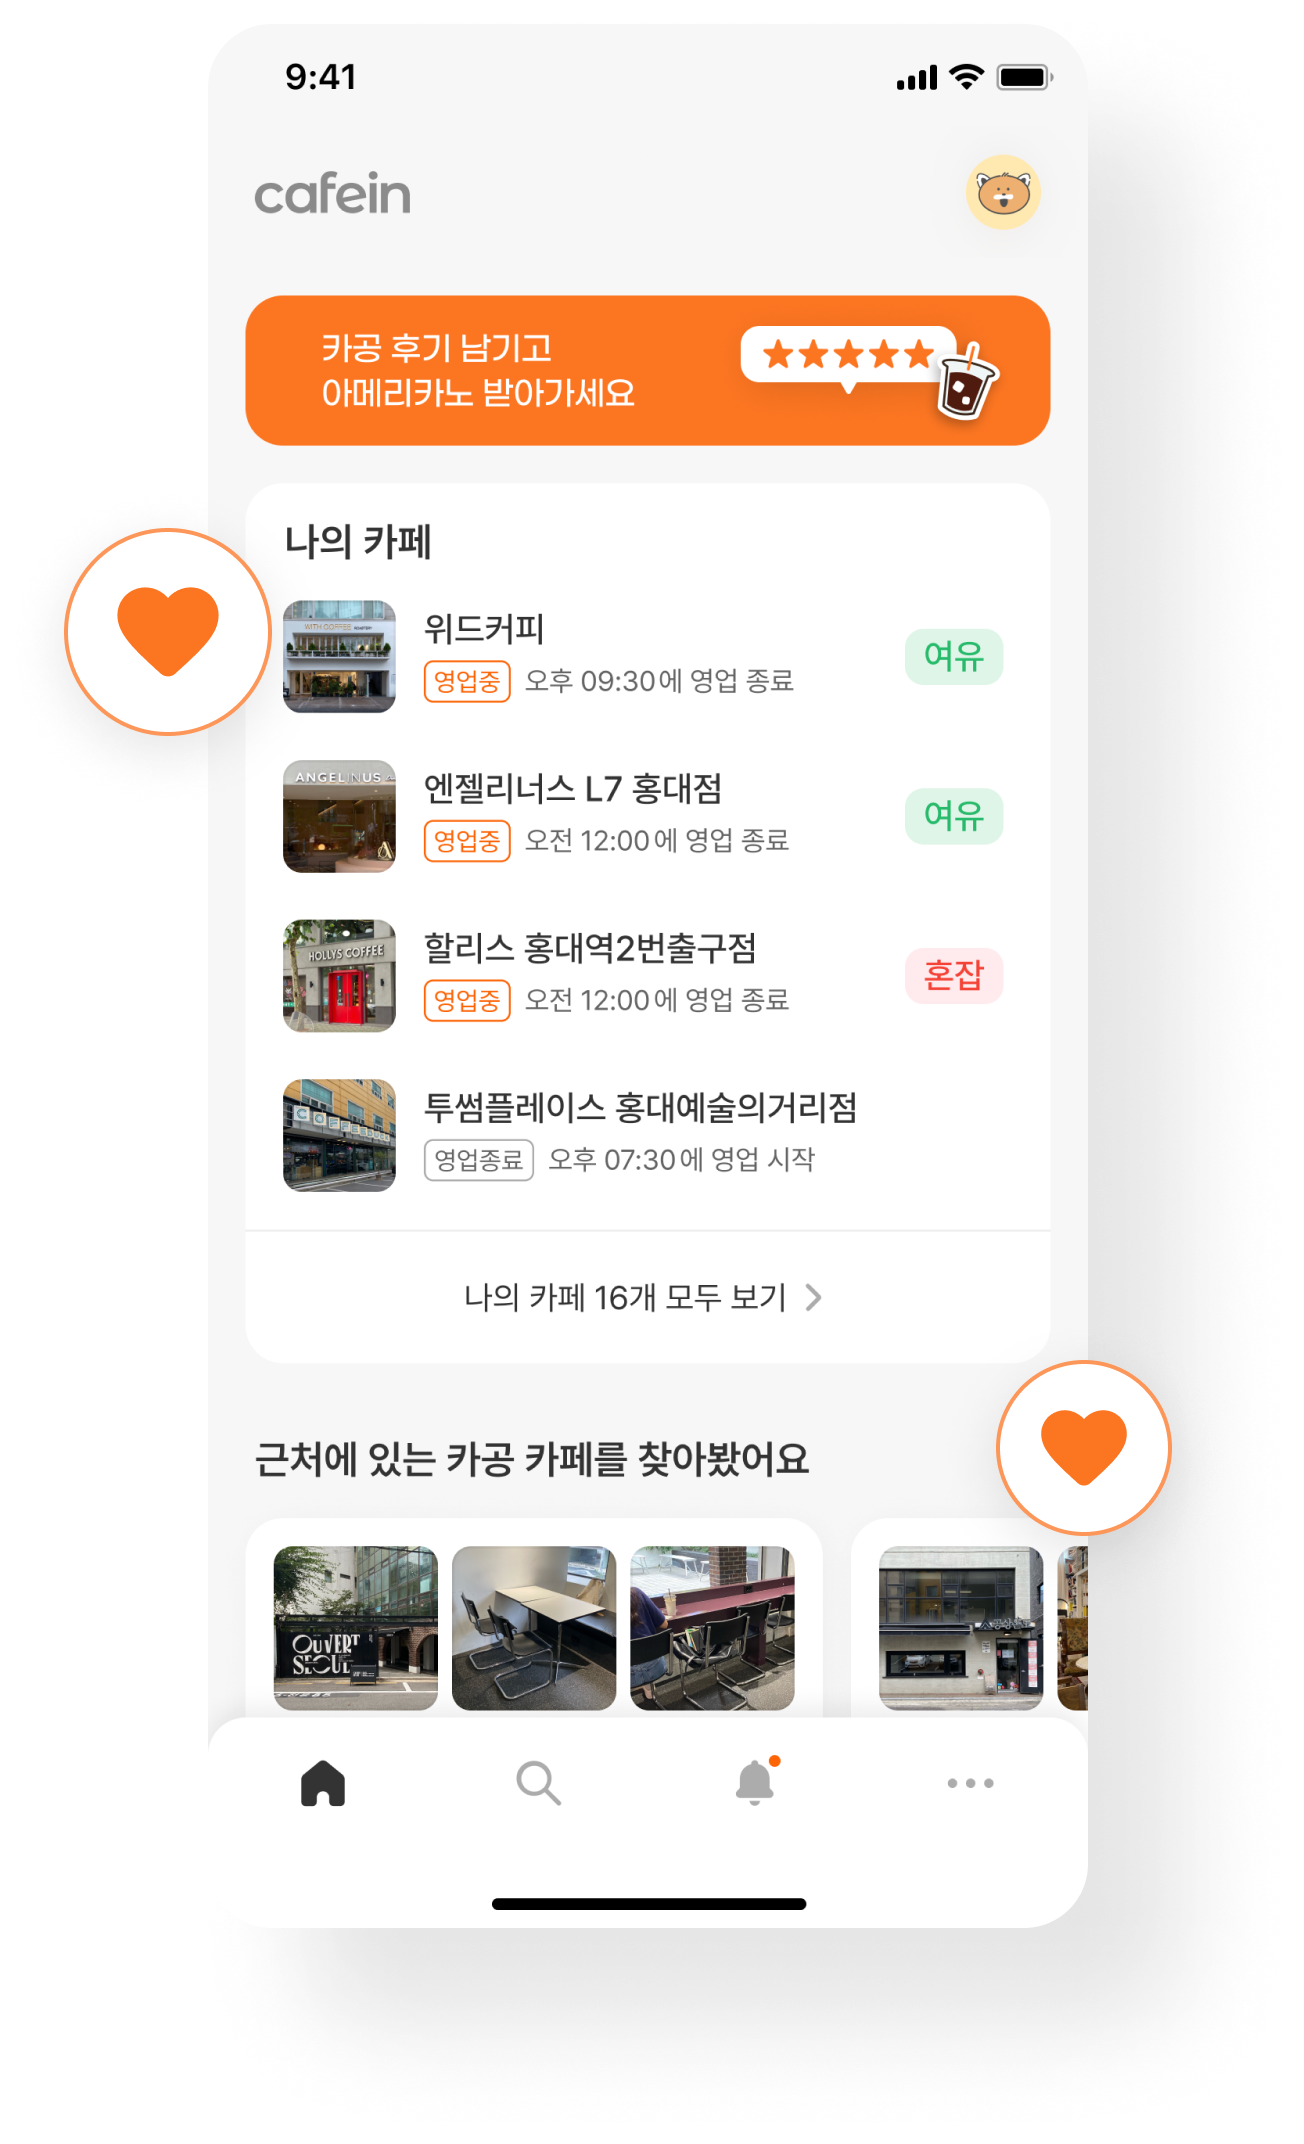 9:41
cafein
카공 후기 남기고
아메리카노 받아가세요
나의 카페
WITH COFFEE ROASTERY
위드커피
영업중 오후 09:30에 영업 종료
여유
ANGELINUS
엔젤리너스 L7 홍대점
영업중 오전 12:00에 영업 종료
여유
HOLLYS COFFEE
할리스 홍대역2번출구점
영업중 오전 12:00에 영업 종료
혼잡
COFFEE
투썸플레이스 홍대예술의거리점
영업종료 오후 07:30에 영업 시작
나의 카페 16개 모두 보기
근처에 있는 카공 카페를 찾아봤어요
OUVERT
SEOUL